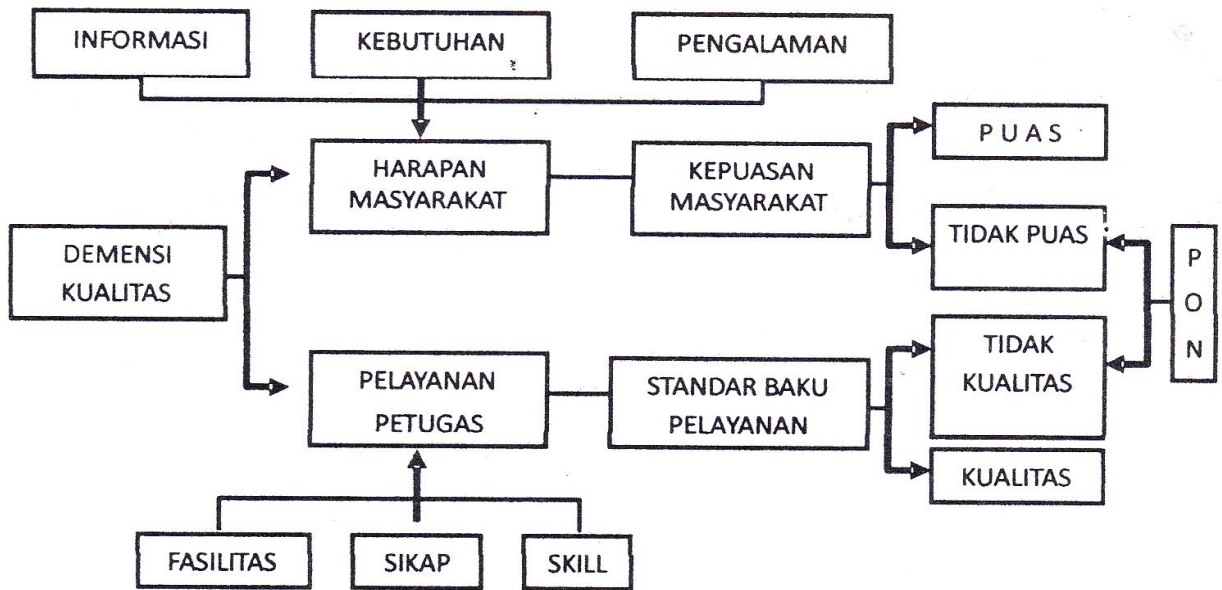 INFORMASI
KEBUTUHAN
PENGALAMAN
HARAPAN
MASYARAKAT
KEPUASAN
MASYARAKAT
P U A S
TIDAK PUAS
DEMENSI
KUALITAS
P
O
N
PELAYANAN
PETUGAS
STANDAR BAKU
PELAYANAN
TIDAK
KUALITAS
KUALITAS
FASILITAS
SIKAP
SKILL